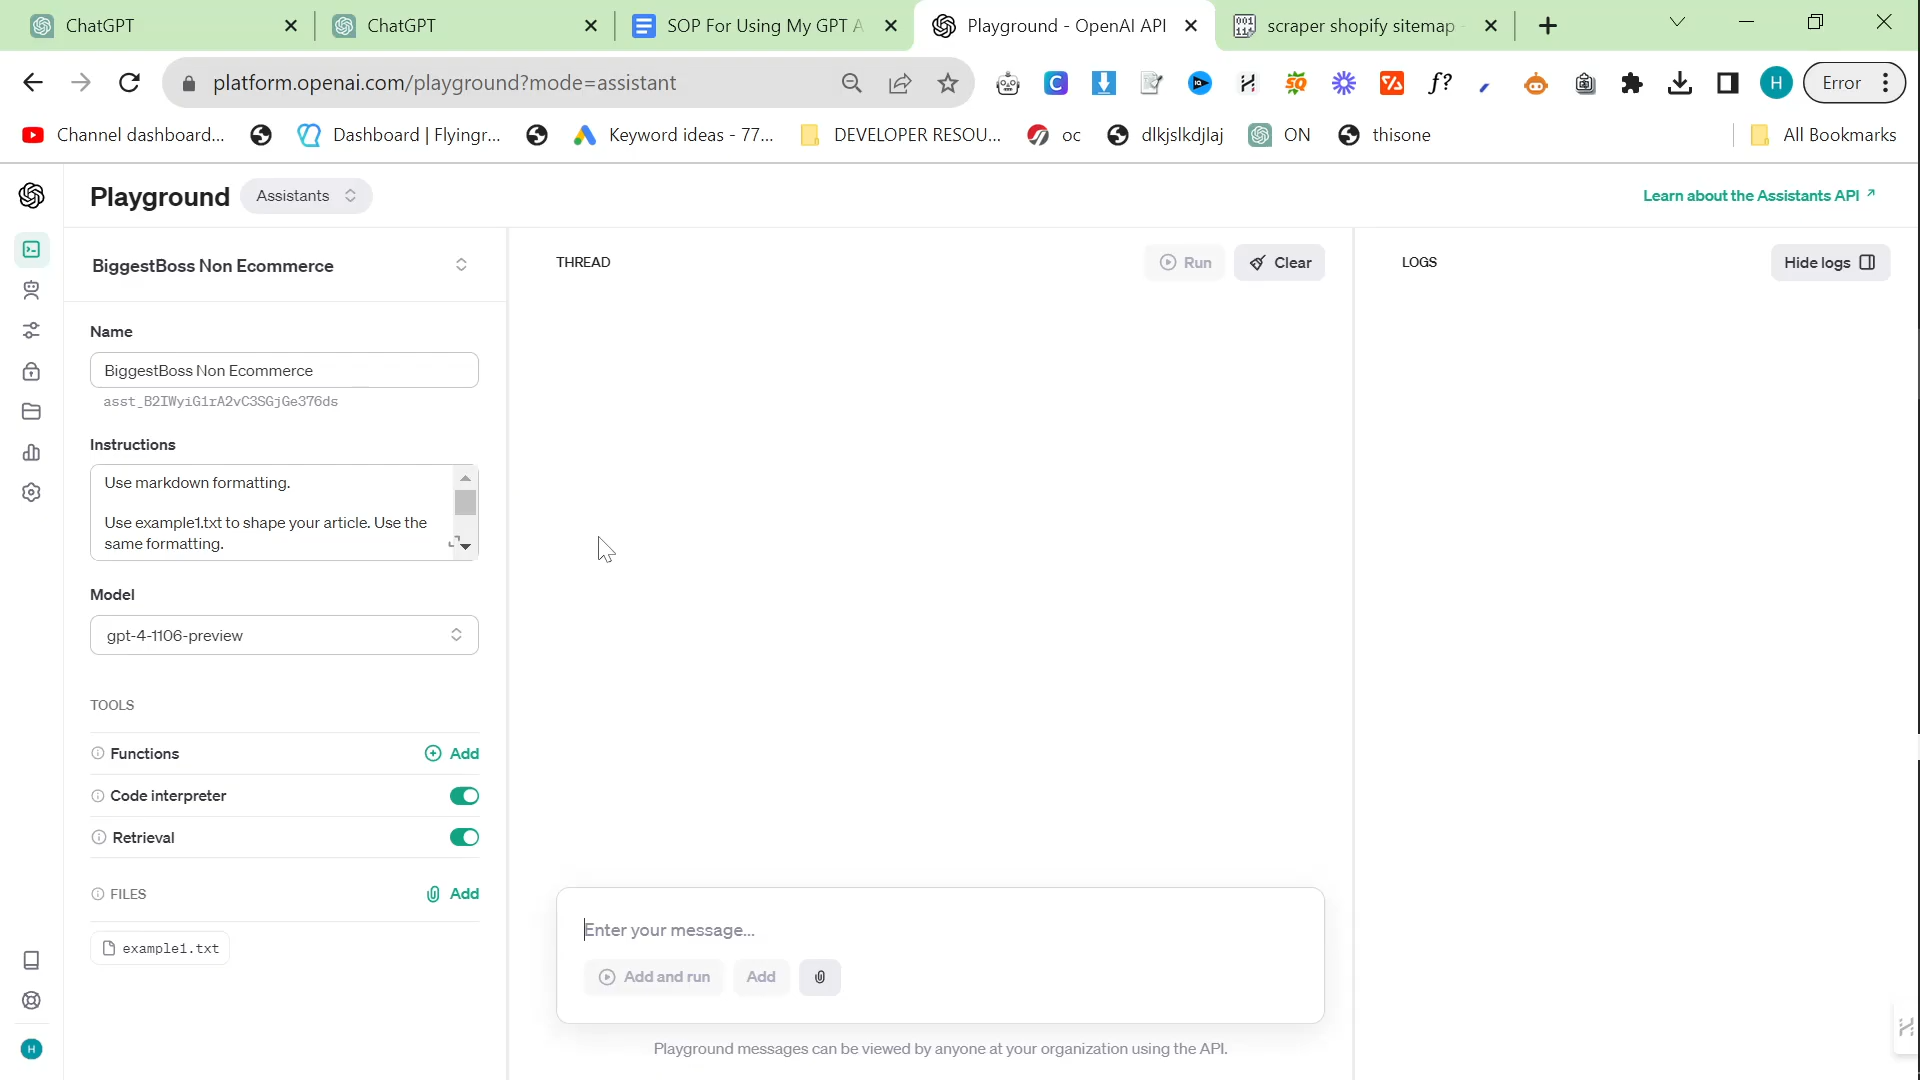 ChatGPT
ChatGPT
SOP For Using My GPT A
Playground - OpenAI API
scraper shopify sitemap
platform.openai.com/playground?mode=assistant
Error
Channel dashboard...
Dashboard | Flyingr...
Keyword ideas - 77...
DEVELOPER RESOU...
oc
dlkjslkdjlaj
ON
thisone
All Bookmarks
Playground
Assistants
Learn about the Assistants API
BiggestBoss Non Ecommerce
THREAD
Run
Clear
LOGS
Hide logs
Name
BiggestBoss Non Ecommerce
asst_B2IWyiG1rA2vC3SGjGe376ds
Instructions
Use markdown formatting.
Use example1.txt to shape your article. Use the
same formatting.
Model
gpt-4-1106-preview
TOOLS
Functions
Add
Code interpreter
Retrieval
FILES
Add
example1.txt
Enter your message...
Add and run
Add
Playground messages can be viewed by anyone at your organization using the API.
H
H